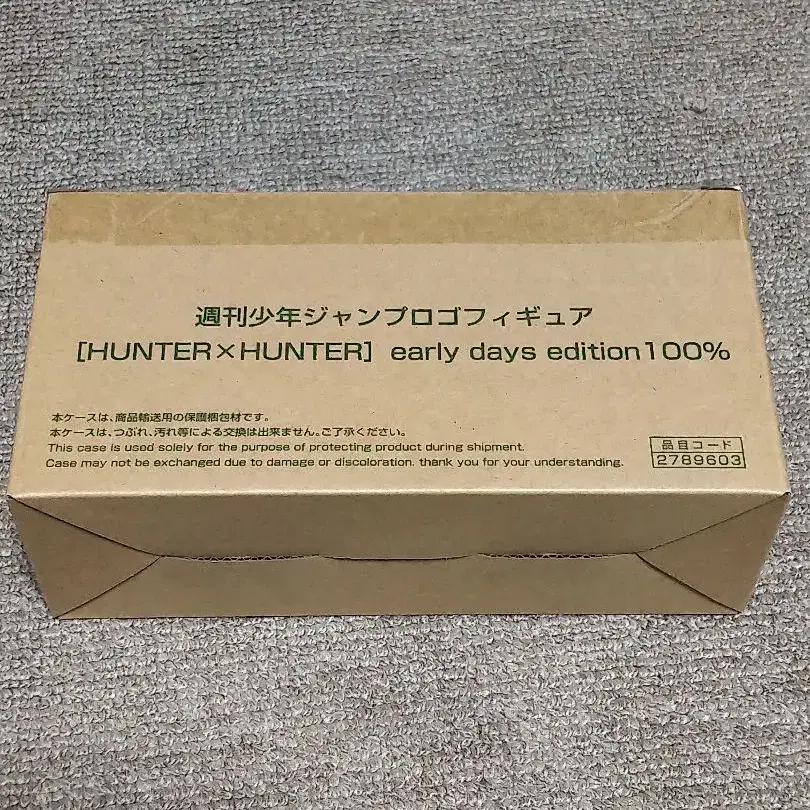 週刊少年ジャンプロゴフィギュア
[HUNTER×HUNTER] early days edition100%
本ケースは、商品輸送用の保護梱包材です。
本ケースは、つぶれ、汚れ等による交換は出来ません。ご了承ください。
This case is used solely for the purpose of protecting product during shipment.
Case may not be exchanged due to damage or discoloration. thank you for your understanding.
品目コード
2789603